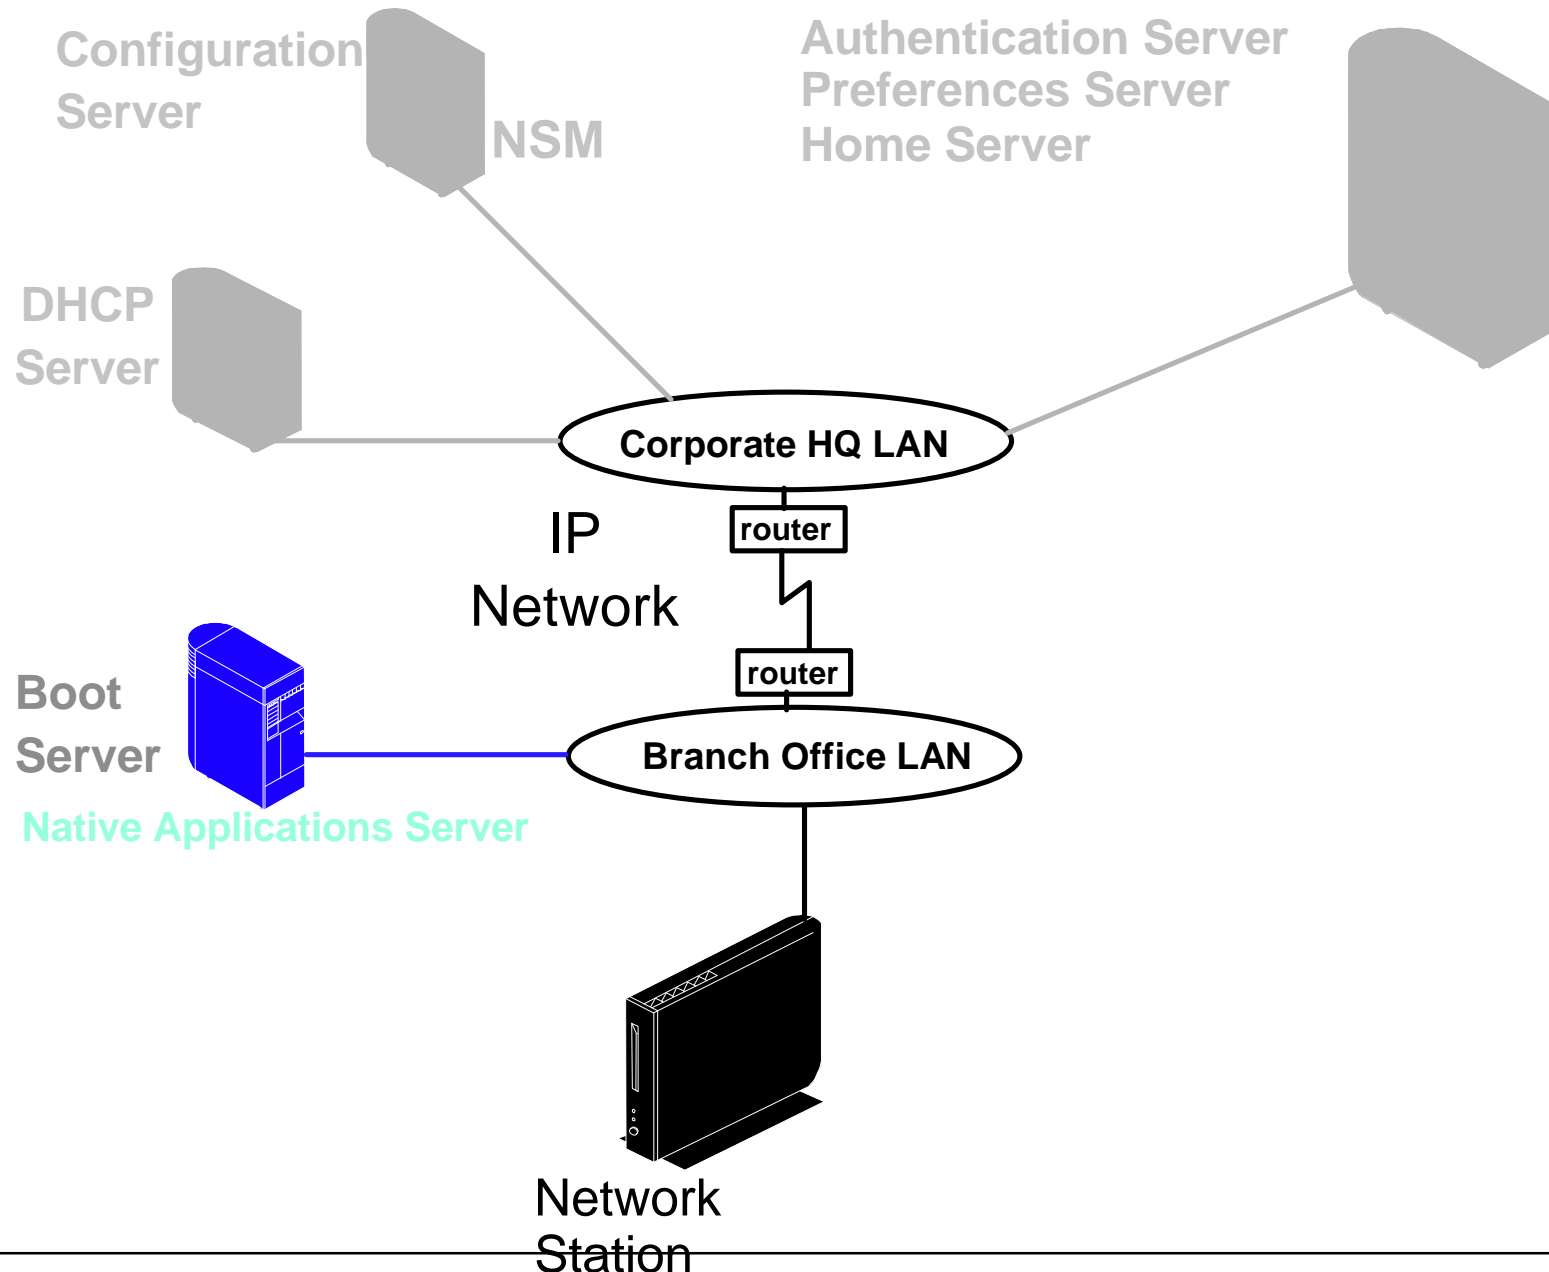 Configuration
Server
NSM
Authentication Server
Preferences Server
Home Server
DHCP
Server
Corporate HQ LAN
IP
Network
router
router
Boot
Server
Native Applications Server
Branch Office LAN
Network
Station